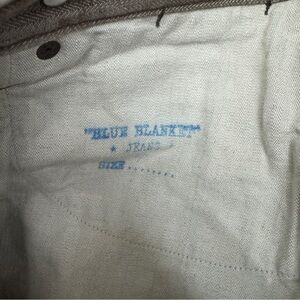 "BLUE BLANKET"
★ JEANS ★
SIZE........